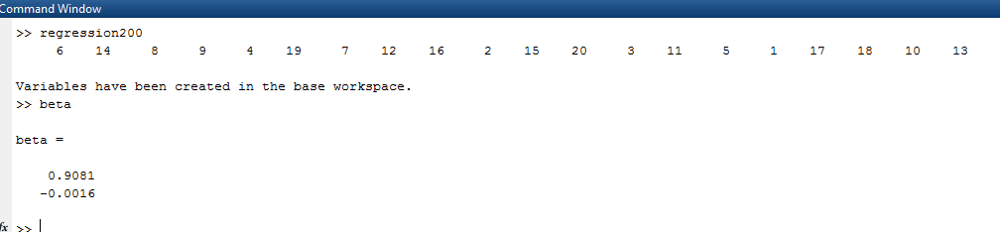 Command Window
>> regression200
6 14 8 9 4 19 7 12 16 2 15 20 3 11 5 1 17 18 10 13
Variables have been created in the base workspace.
>> beta
beta =
0.9081
-0.0016
fx >>